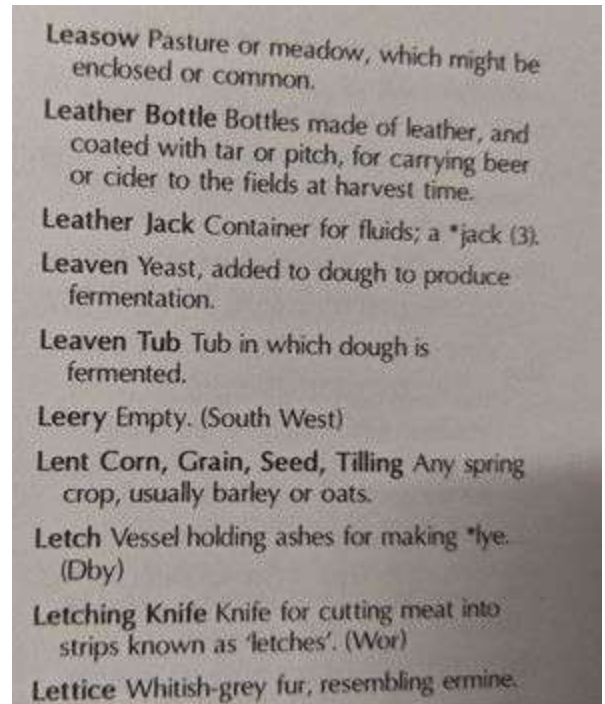 Leasow Pasture or meadow, which might be
enclosed or common.
Leather Bottle Bottles made of leather, and
coated with tar or pitch, for carrying beer
or cider to the fields at harvest time.
Leather Jack Container for fluids; a *jack (3).
Leaven Yeast, added to dough to produce
fermentation.
Leaven Tub Tub in which dough is
fermented.
Leery Empty. (South West)
Lent Corn, Grain, Seed, Tilling Any spring
crop, usually barley or oats.
Letch Vessel holding ashes for making *lye.
(Dby)
Letching Knife Knife for cutting meat into
strips known as 'letches'. (Wor)
Lettice Whitish-grey fur, resembling ermine.